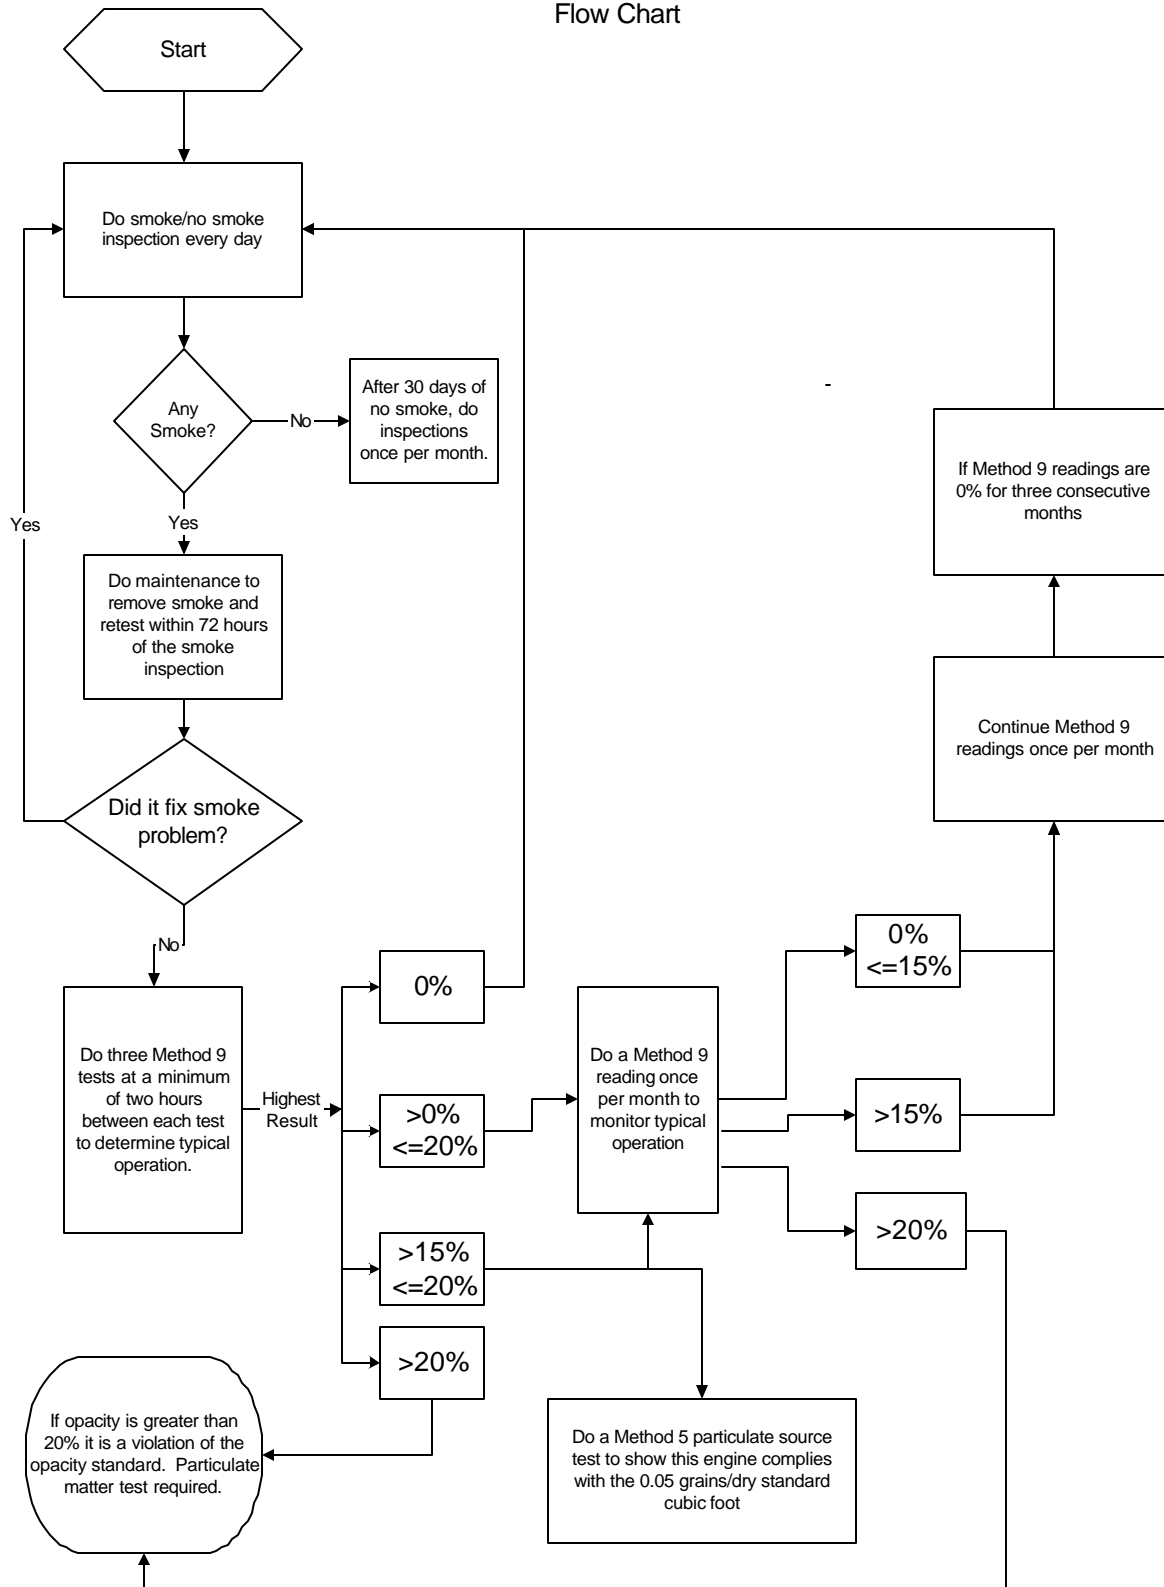 Flow Chart
Start
Do smoke/no smoke
inspection every day
Any
Smoke?
No
After 30 days of
no smoke, do
inspections
once per month.
-
If Method 9 readings are
0% for three consecutive
months
Yes
Yes
Do maintenance to
remove smoke and
retest within 72 hours
of the smoke
inspection
Continue Method 9
readings once per month
Did it fix smoke
problem?
No
Do three Method 9
tests at a minimum
of two hours
between each test
to determine typical
operation.
Highest
Result
0%
>0%
<=20%
>15%
<=20%
>20%
Do a Method 9
reading once
per month to
monitor typical
operation
0%
<=15%
>15%
>20%
If opacity is greater than
20% it is a violation of the
opacity standard. Particulate
matter test required.
Do a Method 5 particulate source
test to show this engine complies
with the 0.05 grains/dry standard
cubic foot